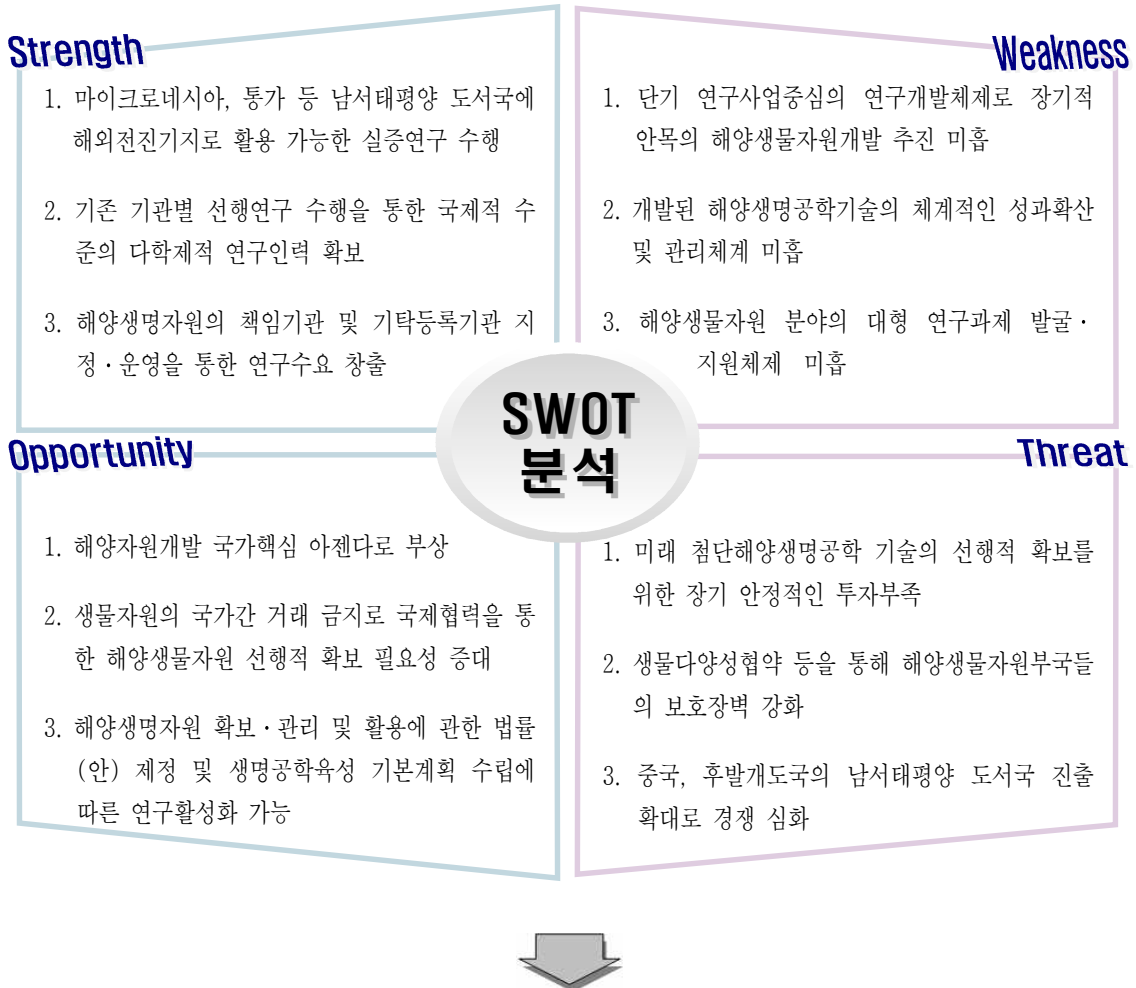 Strength
1. 마이크로네시아, 통가 등 남서태평양 도서국에
해외전진기지로 활용 가능한 실증연구 수행
2. 기존 기관별 선행연구 수행을 통한 국제적 수
준의 다학제적 연구인력 확보
3. 해양생명자원의 책임기관 및 기탁등록기관 지
정·운영을 통한 연구수요 창출
Weakness
1. 단기 연구사업중심의 연구개발체제로 장기적
안목의 해양생물자원개발 추진 미흡
2. 개발된 해양생명공학기술의 체계적인 성과확산
및 관리체계 미흡
3. 해양생물자원 분야의 대형 연구과제 발굴·
지원체제 미흡
SWOT
분석
Opportunity
1. 해양자원개발 국가핵심 아젠다로 부상
2. 생물자원의 국가간 거래 금지로 국제협력을 통
한 해양생물자원 선행적 확보 필요성 증대
3. 해양생명자원 확보·관리 및 활용에 관한 법률
(안) 제정 및 생명공학육성 기본계획 수립에
따른 연구활성화 가능
Threat
1. 미래 첨단해양생명공학 기술의 선행적 확보를
위한 장기 안정적인 투자부족
2. 생물다양성협약 등을 통해 해양생물자원부국들
의 보호장벽 강화
3. 중국, 후발개도국의 남서태평양 도서국 진출
확대로 경쟁 심화